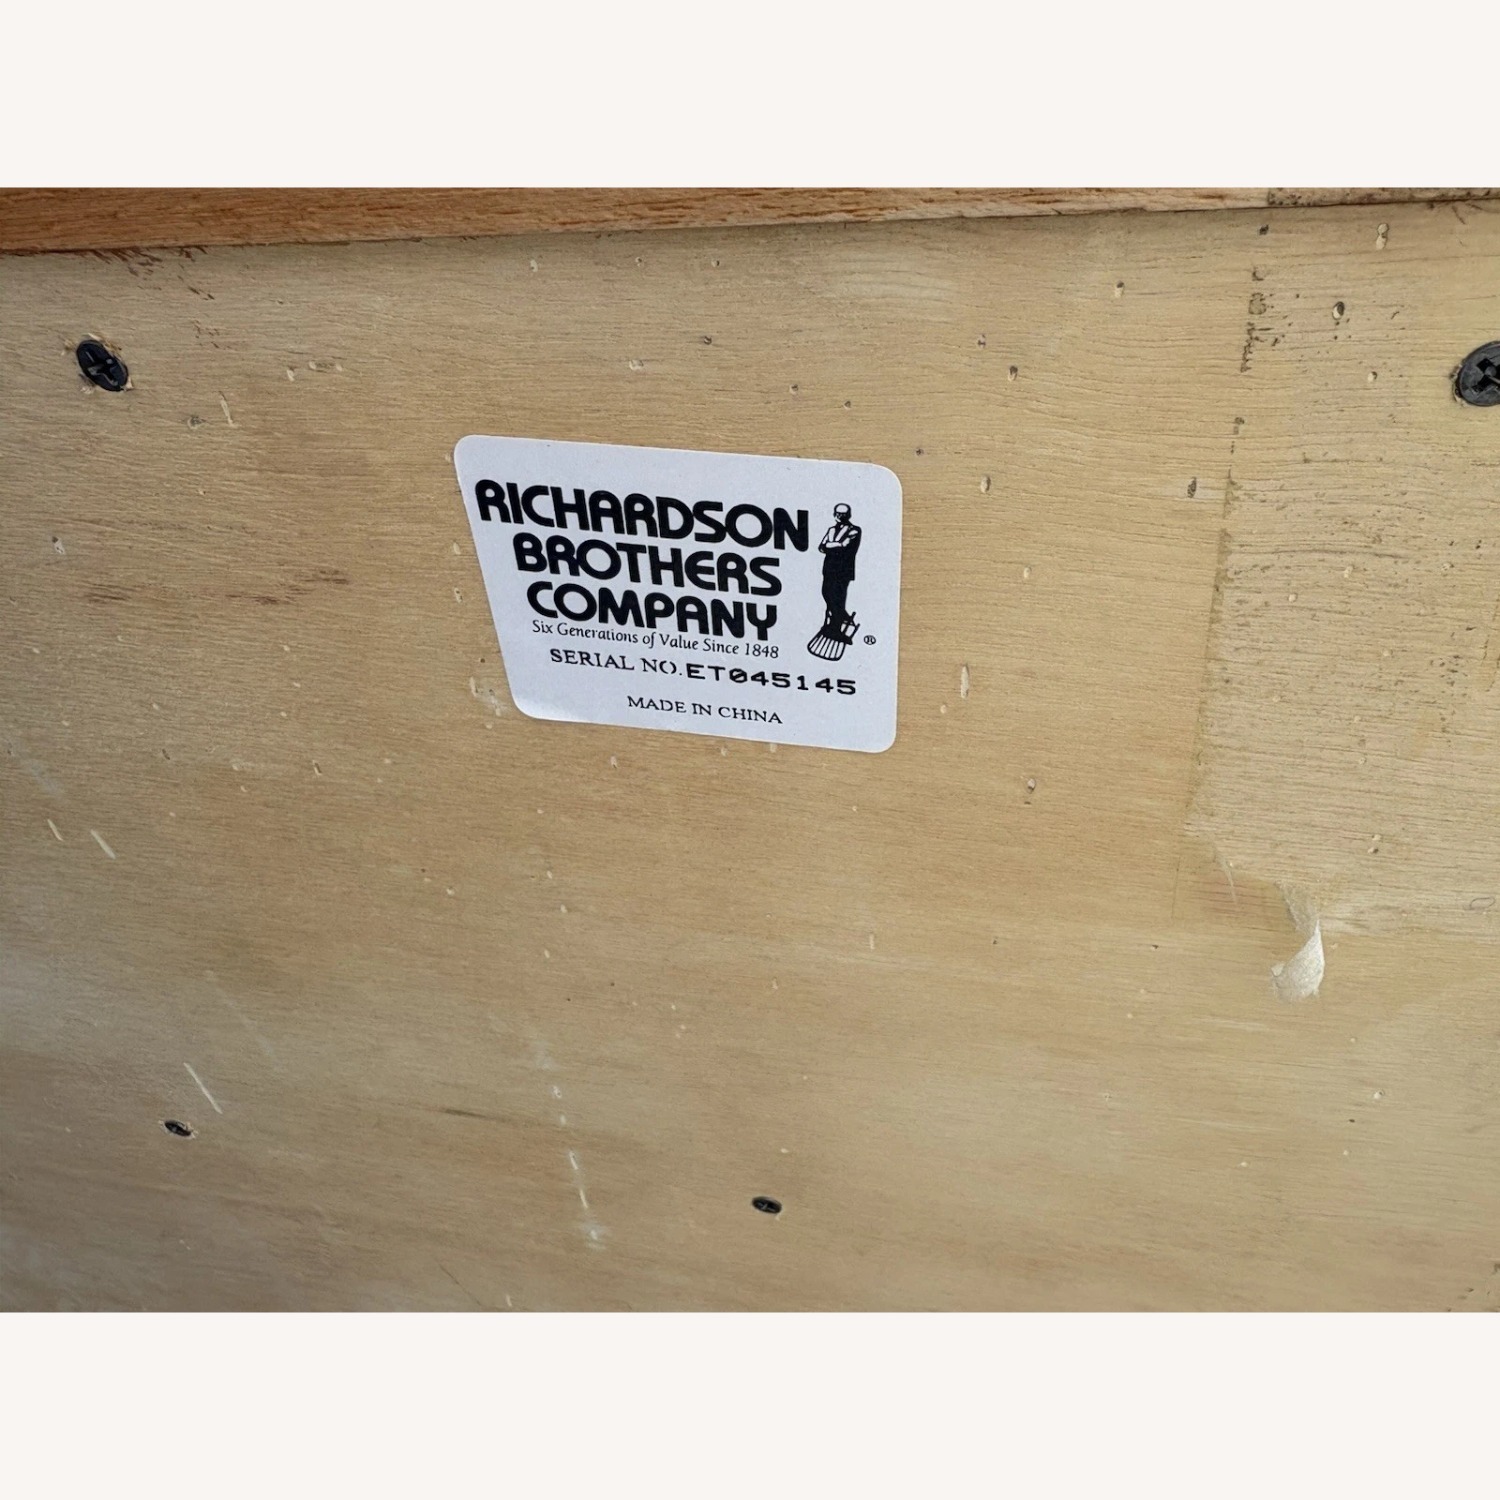 RICHARDSON
BROTHERS
COMPANY
Six Generations of Value Since 1848
®
SERIAL NO. ET045145
MADE IN CHINA